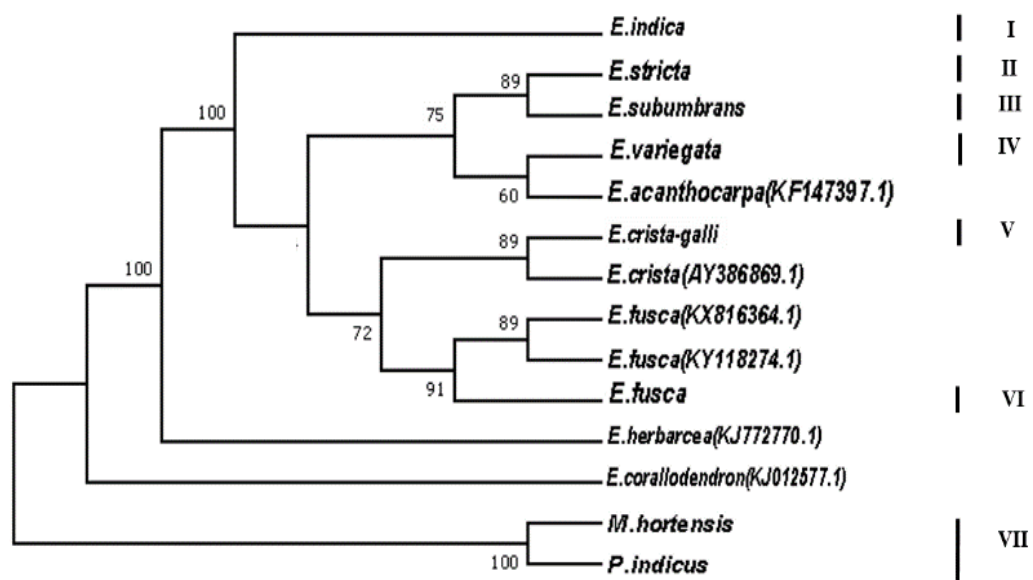 E.indica I
E.stricta II
89
E.subumbrans III
75
100
E.variegata IV
E.acanthocarpa(KF147397.1)
60
E.crista-galli V
89
E.crista(AY386869.1)
100
E.fusca(KX816364.1)
89
72
E.fusca(KY118274.1)
91
E.fusca VI
E.herbarcea(KJ772770.1)
E.corallodendron(KJ012577.1)
M.hortensis
VII
100
P.indicus